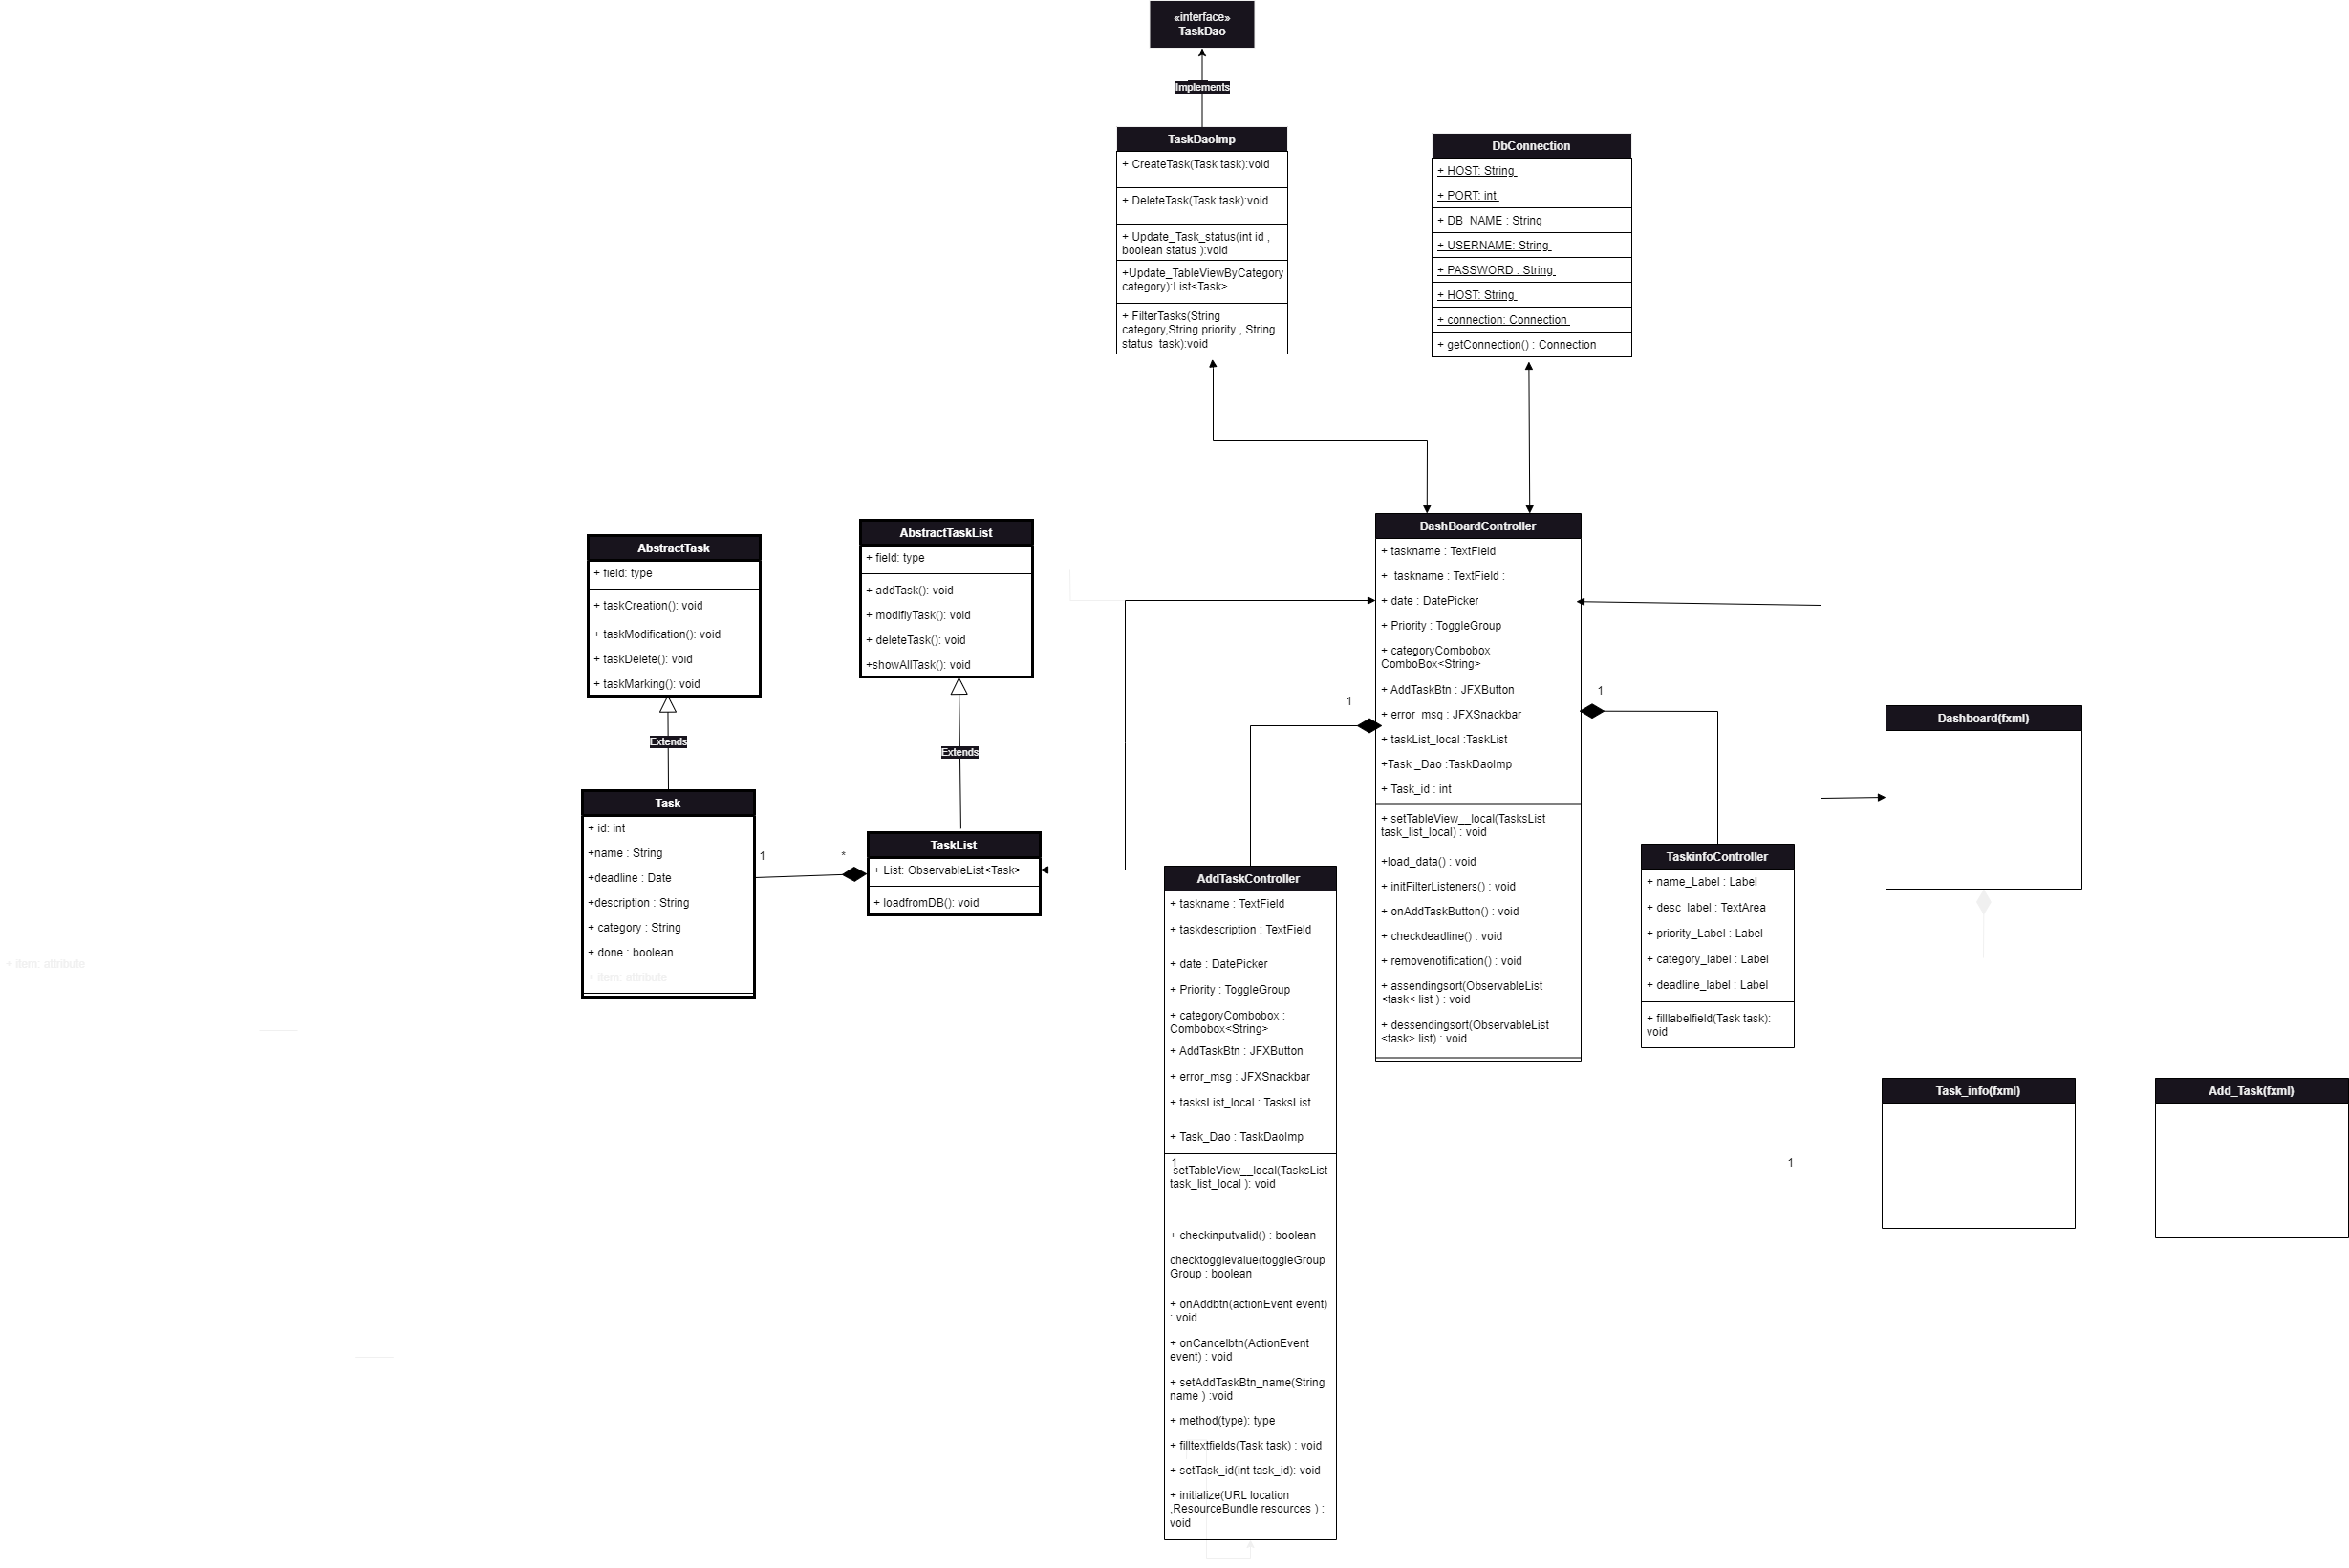 «interface»
TaskDao
Implements
TaskDaoImp
+ CreateTask(Task task):void
+ DeleteTask(Task task):void
+ Update_Task_status(int id ,
boolean status ):void
+Update_TableViewByCategory
category):List<Task>
+ FilterTasks(String
category,String priority , String
status  task):void
DbConnection
+ HOST: String
+ PORT: int
+ DB_NAME : String
+ USERNAME: String
+ PASSWORD : String
+ HOST: String
+ connection: Connection
+ getConnection() : Connection
AbstractTask
+ field: type
+ taskCreation(): void
+ taskModification(): void
+ taskDelete(): void
+ taskMarking(): void
Extends
AbstractTaskList
+ field: type
+ addTask(): void
+ modifiyTask(): void
+ deleteTask(): void
+showAllTask(): void
Extends
Task
+ id: int
+name : String
+deadline : Date
+description : String
+ category : String
+ done : boolean
+ item: attribute
1
*
TaskList
+ List: ObservableList<Task>
+ loadfromDB(): void
+ item: attribute
DashBoardController
+ taskname : TextField
+  taskname : TextField :
+ date : DatePicker
+ Priority : ToggleGroup
+ categoryCombobox
ComboBox<String>
+ AddTaskBtn : JFXButton
+ error_msg : JFXSnackbar
+ taskList_local :TaskList
+Task _Dao :TaskDaoImp
+ Task_id : int
+ setTableView__local(TasksList
task_list_local) : void
+load_data() : void
+ initFilterListeners() : void
+ onAddTaskButton() : void
+ checkdeadline() : void
+ removenotification() : void
+ assendingsort(ObservableList
<task< list ) : void
+ dessendingsort(ObservableList
<task> list) : void
1
1
AddTaskController
+ taskname : TextField
+ taskdescription : TextField
+ date : DatePicker
+ Priority : ToggleGroup
+ categoryCombobox :
Combobox<String>
+ AddTaskBtn : JFXButton
+ error_msg : JFXSnackbar
+ tasksList_local : TasksList
+ Task_Dao : TaskDaoImp
1
setTableView__local(TasksList
task_list_local ): void
+ checkinputvalid() : boolean
checktogglevalue(toggleGroup
Group : boolean
+ onAddbtn(actionEvent event)
: void
+ onCancelbtn(ActionEvent
event) : void
+ setAddTaskBtn_name(String
name ) :void
+ method(type): type
+ filltextfields(Task task) : void
+ setTask_id(int task_id): void
+ initialize(URL location
,ResourceBundle resources ) :
void
TaskinfoController
+ name_Label : Label
+ desc_label : TextArea
+ priority_Label : Label
+ category_label : Label
+ deadline_label : Label
+ filllabelfield(Task task):
void
1
Dashboard(fxml)
Task_info(fxml)
Add_Task(fxml)